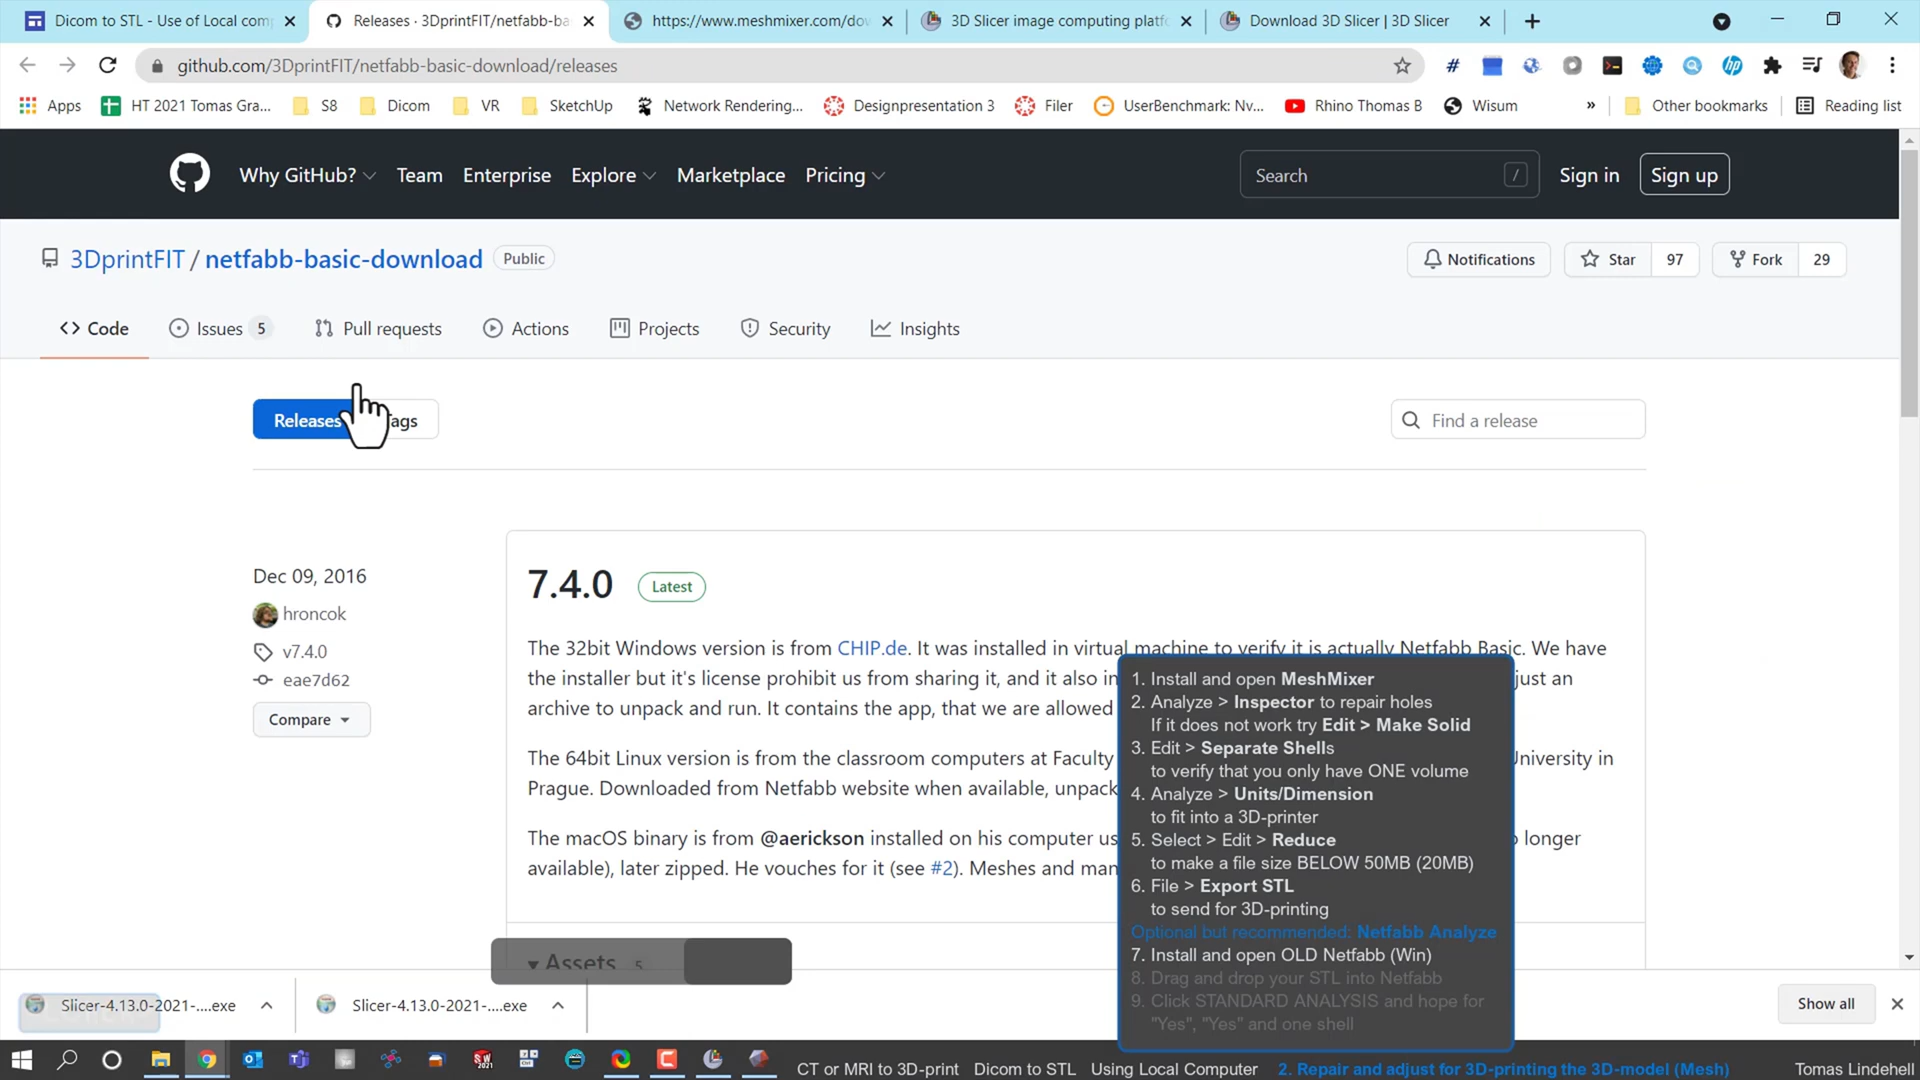 Dicom to STL - Use of Local comp
Releases · 3DprintFIT/netfabb-ba
https://www.meshmixer.com/dow
3D Slicer image computing platfo
Download 3D Slicer | 3D Slicer
github.com/3DprintFIT/netfabb-basic-download/releases
Apps
HT 2021 Tomas Gra...
S8
Dicom
VR
SketchUp
Network Rendering...
Designpresentation 3
Filer
UserBenchmark: Nv...
Rhino Thomas B
Wisum
»
Other bookmarks
Reading list
Why GitHub?
Team
Enterprise
Explore
Marketplace
Pricing
Search
/
Sign in
Sign up
3DprintFIT / netfabb-basic-download
Public
Notifications
Star 97
Fork 29
Code
Issues 5
Pull requests
Actions
Projects
Security
Insights
Releases
ags
Find a release
Dec 09, 2016
hroncok
v7.4.0
eae7d62
Compare
7.4.0
Latest
The 32bit Windows version is from CHIP.de. It was installed in virtual machine to verify it is actually Netfabb Basic. We have
the installer but it's license prohibit us from sharing it, and it also in just an
archive to unpack and run. It contains the app, that we are allowed
The 64bit Linux version is from the classroom computers at Faculty University in
Prague. Downloaded from Netfabb website when available, unpack
The macOS binary is from @aerickson installed on his computer us longer
available), later zipped. He vouches for it (see #2). Meshes and man
Assets 5
1. Install and open MeshMixer
2. Analyze > Inspector to repair holes
If it does not work try Edit > Make Solid
3. Edit > Separate Shells
to verify that you only have ONE volume
4. Analyze > Units/Dimension
to fit into a 3D-printer
5. Select > Edit > Reduce
to make a file size BELOW 50MB (20MB)
6. File > Export STL
to send for 3D-printing
Optional but recommended: Netfabb Analyze
7. Install and open OLD Netfabb (Win)
8. Drag and drop your STL into Netfabb
9. Click STANDARD ANALYSIS and hope for
"Yes", "Yes" and one shell
Slicer-4.13.0-2021-....exe
Slicer-4.13.0-2021-....exe
Show all
CT or MRI to 3D-print
Dicom to STL
Using Local Computer
2. Repair and adjust for 3D-printing the 3D-model (Mesh)
Tomas Lindehell